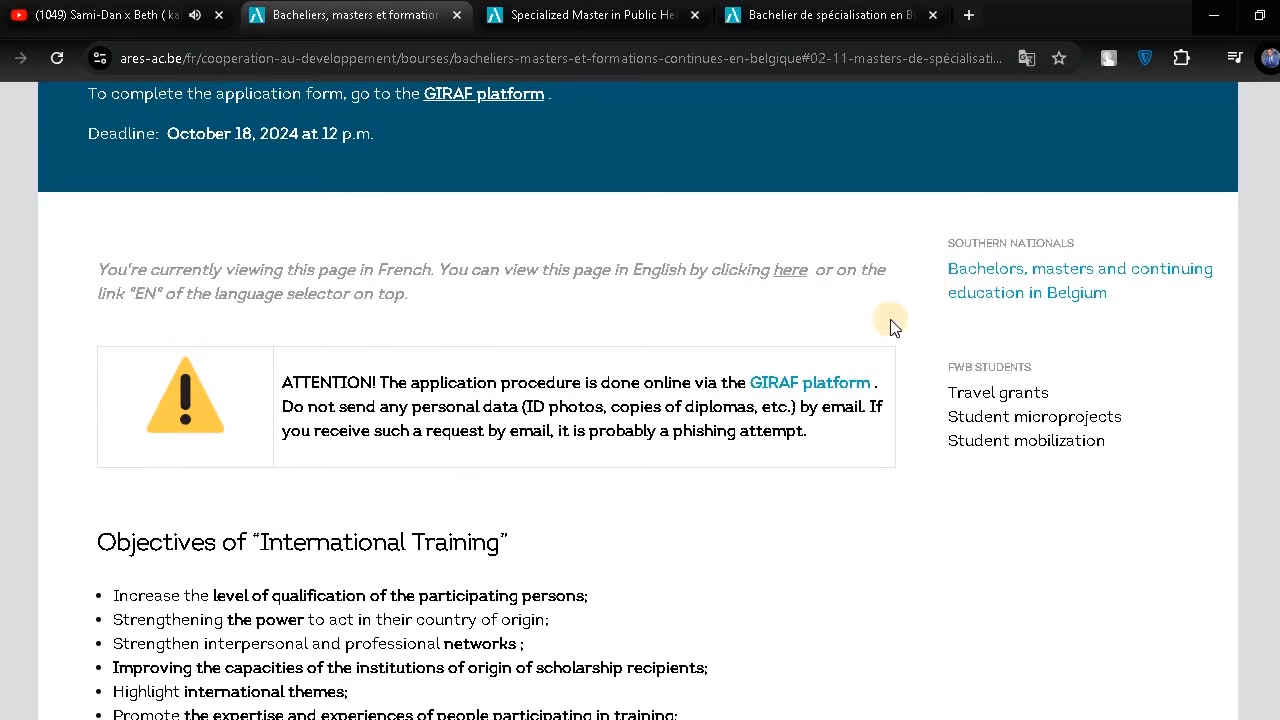 (1049) Sami-Dan x Beth ( kal
Bacheliers, masters et formation
Specialized Master in Public Hea
Bachelier de spécialisation en B
ares-ac.be/fr/cooperation-au-developpement/bourses/bacheliers-masters-et-formations-continues-en-belgique#02-11-masters-de-spécialisati...
To complete the application form, go to the GIRAF platform .
Deadline: October 18, 2024 at 12 p.m.
You're currently viewing this page in French. You can view this page in English by clicking here or on the
link "EN" of the language selector on top.
SOUTHERN NATIONALS
Bachelors, masters and continuing
education in Belgium
ATTENTION! The application procedure is done online via the GIRAF platform .
Do not send any personal data (ID photos, copies of diplomas, etc.) by email. If
you receive such a request by email, it is probably a phishing attempt.
FWB STUDENTS
Travel grants
Student microprojects
Student mobilization
Objectives of “International Training”
• Increase the level of qualification of the participating persons;
• Strengthening the power to act in their country of origin;
• Strengthen interpersonal and professional networks ;
• Improving the capacities of the institutions of origin of scholarship recipients;
• Highlight international themes;
• Promote the expertise and experiences of people participating in training;